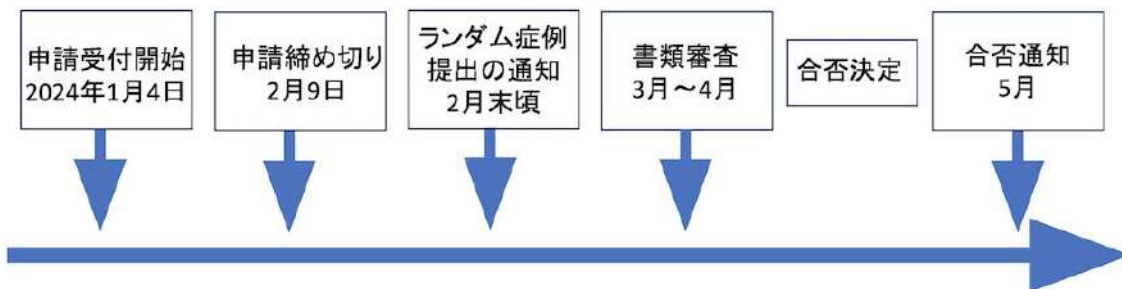 申請受付開始
2024年1月4日
申請締め切り
2月9日
ランダム症例
提出の通知
2月末頃
書類審査
3月～4月
合否決定
合否通知
5月